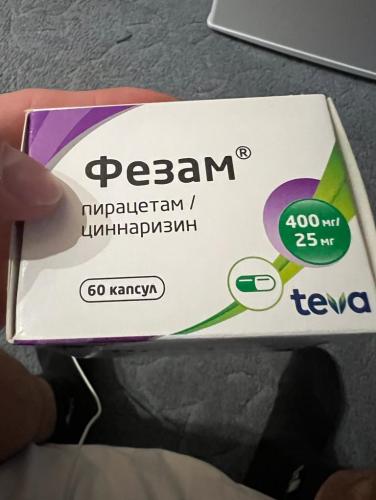 Фезам®
пирацетам /
циннаризин
400 мг/
25 мг
60 капсул
teva